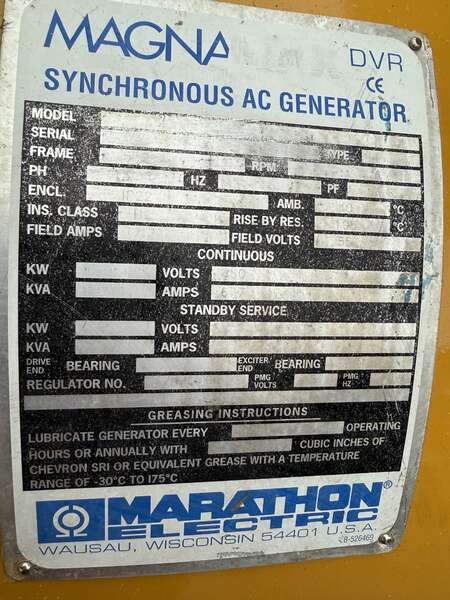 MAGNA DVR
CE
SYNCHRONOUS AC GENERATOR
MODEL
SERIAL
FRAME TYPE
PH HZ RPM
ENCL. PF
INS. CLASS AMB. °C
FIELD AMPS RISE BY RES. °C
FIELD VOLTS
CONTINUOUS
KW VOLTS
KVA AMPS
STANDBY SERVICE
KW VOLTS
KVA AMPS
DRIVE END BEARING EXCITER END BEARING
REGULATOR NO. PMG VOLTS PMG HZ
GREASING INSTRUCTIONS
LUBRICATE GENERATOR EVERY OPERATING
HOURS OR ANNUALLY WITH CUBIC INCHES OF
CHEVRON SRI OR EQUIVALENT GREASE WITH A TEMPERATURE
RANGE OF -30°C TO 175°C
MARATHON®
ELECTRIC
WAUSAU, WISCONSIN 54401 U.S.A.
LB-526469